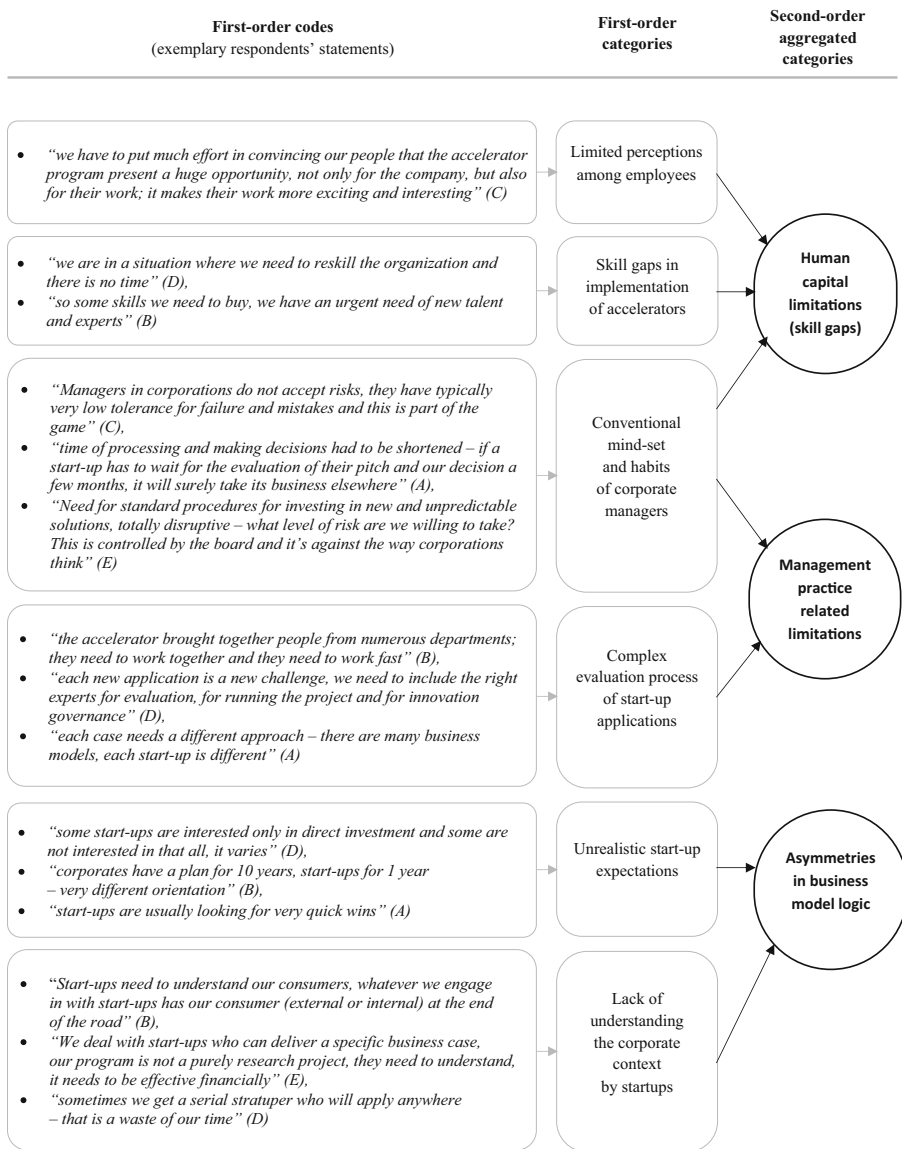 First-order codes
(exemplary respondents' statements)
First-order
categories
Second-order
aggregated
categories
• “we have to put much effort in convincing our people that the accelerator
program present a huge opportunity, not only for the company, but also
for their work; it makes their work more exciting and interesting” (C)
Limited perceptions
among employees
• “we are in a situation where we need to reskill the organization and
there is no time” (D),
• “so some skills we need to buy, we have an urgent need of new talent
and experts” (B)
Skill gaps in
implementation
of accelerators
Human
capital
limitations
(skill gaps)
• “Managers in corporations do not accept risks, they have typically
very low tolerance for failure and mistakes and this is part of the
game” (C),
• “time of processing and making decisions had to be shortened – if a
start-up has to wait for the evaluation of their pitch and our decision a
few months, it will surely take its business elsewhere” (A),
• “Need for standard procedures for investing in new and unpredictable
solutions, totally disruptive – what level of risk are we willing to take?
This is controlled by the board and it’s against the way corporations
think” (E)
Conventional
mind-set
and habits
of corporate
managers
Management
practice
related
limitations
• “the accelerator brought together people from numerous departments;
they need to work together and they need to work fast” (B),
• “each new application is a new challenge, we need to include the right
experts for evaluation, for running the project and for innovation
governance” (D),
• “each case needs a different approach – there are many business
models, each start-up is different” (A)
Complex
evaluation process
of start-up
applications
• “some start-ups are interested only in direct investment and some are
not interested in that all, it varies” (D),
• “corporates have a plan for 10 years, start-ups for 1 year
– very different orientation” (B),
• “start-ups are usually looking for very quick wins” (A)
Unrealistic start-up
expectations
Asymmetries
in business
model logic
• “Start-ups need to understand our consumers, whatever we engage
in with start-ups has our consumer (external or internal) at the end
of the road” (B),
• “We deal with start-ups who can deliver a specific business case,
our program is not a purely research project, they need to understand,
it needs to be effective financially” (E),
• “sometimes we get a serial stratuper who will apply anywhere
– that is a waste of our time” (D)
Lack of
understanding
the corporate
context
by startups